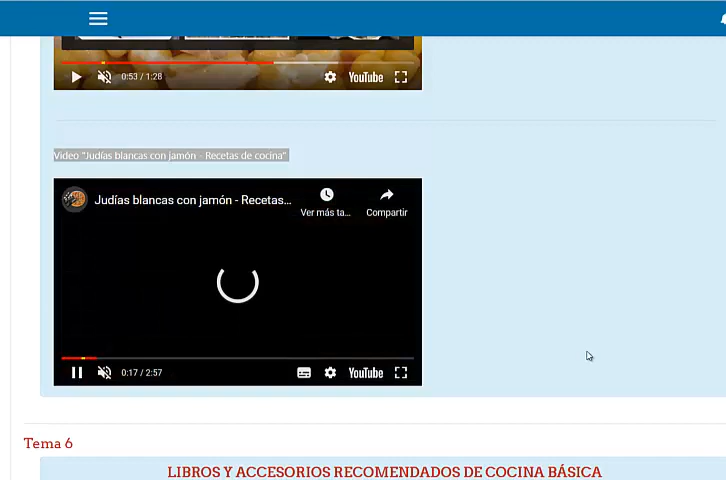 0:53 / 1:28
YouTube
Video "Judías blancas con jamón - Recetas de cocina"
Judías blancas con jamón - Recetas...
Ver más ta...
Compartir
0:17 / 2:57
YouTube
Tema 6
LIBROS Y ACCESORIOS RECOMENDADOS DE COCINA BÁSICA